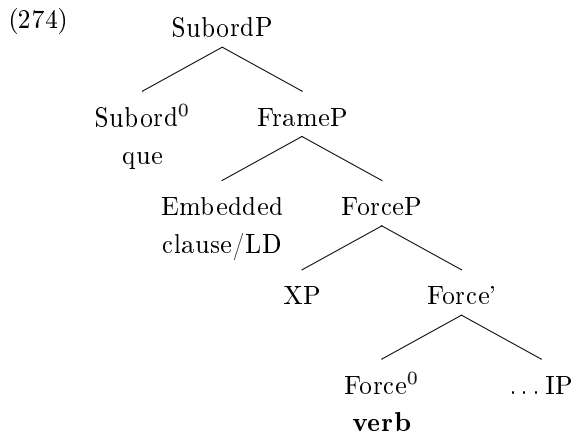 (274)
SubordP
Subord⁰ FrameP
que
Embedded ForceP
clause/LD
XP Force'
Force⁰ ...IP
verb